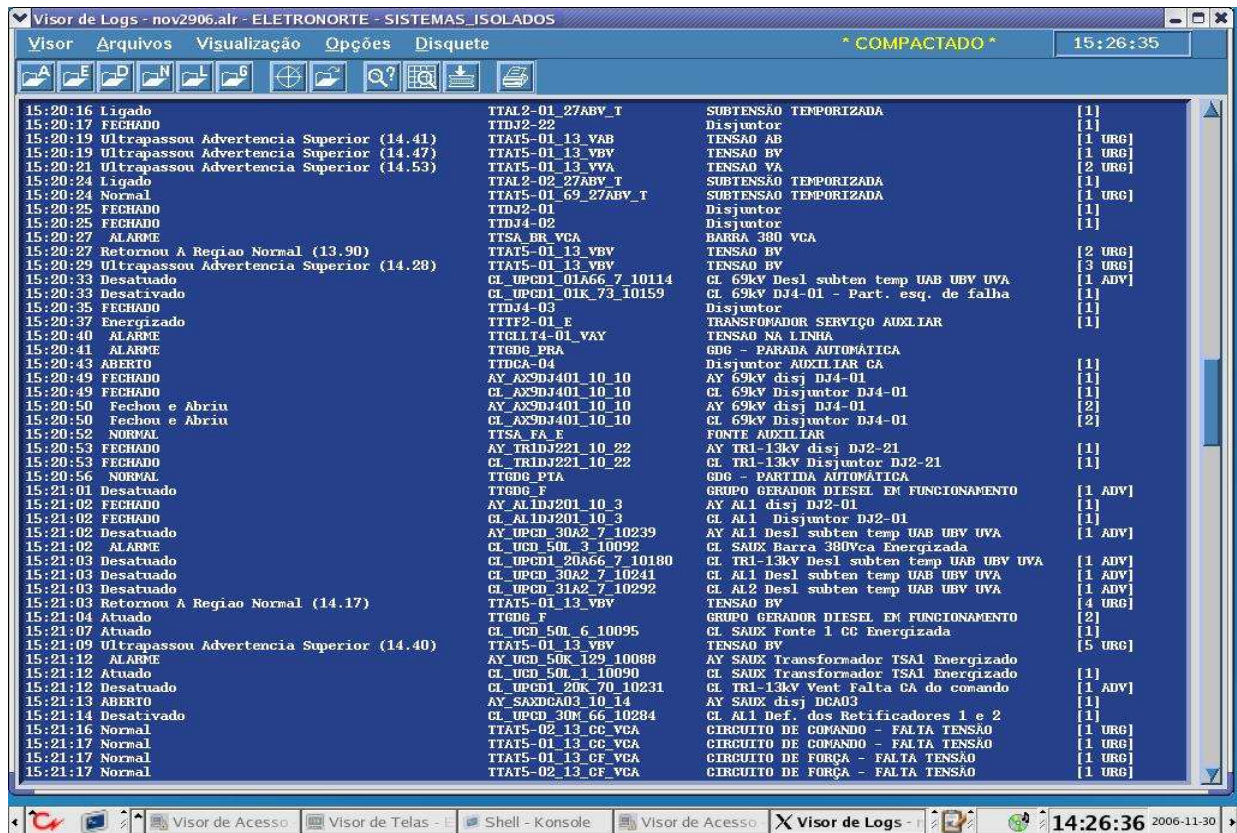 Visor de Logs - nov2906.alr - ELETRONORTE - SISTEMAS_ISOLADOS
Visor Arquivos Visualização Opções Disquete * COMPACTADO * 15:26:35
A E D N L G
15:20:16 Ligado TTAL2-01_27ABV_T SUBTENSÃO TEMPORIZADA [1]
15:20:17 FECHADO TTDJ2-22 Disjuntor [1]
15:20:19 Ultrapassou Advertencia Superior (14.41) TTAT5-01_13_VAB TENSAO AB [1 URG]
15:20:19 Ultrapassou Advertencia Superior (14.47) TTAT5-01_13_VBV TENSAO BV [1 URG]
15:20:21 Ultrapassou Advertencia Superior (14.53) TTAT5-01_13_VVA TENSAO VA [2 URG]
15:20:24 Ligado TTAL2-02_27ABV_T SUBTENSÃO TEMPORIZADA [1]
15:20:24 Normal TTAT5-01_69_27ABV_T SUBTENSÃO TEMPORIZADA [1 URG]
15:20:25 FECHADO TTDJ2-01 Disjuntor [1]
15:20:25 FECHADO TTDJ4-02 Disjuntor [1]
15:20:27 ALARME TTSA_BR_VCA BARRA 380 VCA
15:20:27 Retornou A Regiao Normal (13.90) TTAT5-01_13_VBV TENSAO BV [2 URG]
15:20:29 Ultrapassou Advertencia Superior (14.28) TTAT5-01_13_VBV TENSAO BV [3 URG]
15:20:33 Desatuado CL_UPCD1_01A66_7_10114 CL 69kV Desl subten temp UAB UBV UVA [1 ADV]
15:20:33 Desativado CL_UPCD1_01K_73_10159 CL 69kV DJ4-01 - Part. esq. de falha [1]
15:20:35 FECHADO TTDJ4-03 Disjuntor [1]
15:20:37 Energizado TTTF2-01_E TRANSFOMADOR SERVIÇO AUXLIAR [1]
15:20:40 ALARME TTCLLT4-01_VAY TENSAO NA LINHA
15:20:41 ALARME TTGDG_PRA GDG - PARADA AUTOMÁTICA
15:20:43 ABERTO TTDCA-04 Disjuntor AUXILIAR CA [1]
15:20:49 FECHADO AY_AX9DJ401_10_10 AY 69kV disj DJ4-01 [1]
15:20:49 FECHADO CL_AX9DJ401_10_10 CL 69kV Disjuntor DJ4-01 [1]
15:20:50 Fechou e Abriu AY_AX9DJ401_10_10 AY 69kV disj DJ4-01 [2]
15:20:50 Fechou e Abriu CL_AX9DJ401_10_10 CL 69kV Disjuntor DJ4-01 [2]
15:20:52 NORMAL TTSA_FA_E FONTE AUXILIAR
15:20:53 FECHADO AY_TR1DJ221_10_22 AY TR1-13kV disj DJ2-21 [1]
15:20:53 FECHADO CL_TR1DJ221_10_22 CL TR1-13kV Disjuntor DJ2-21 [1]
15:20:56 NORMAL TTGDG_PTA GDG - PARTIDA AUTOMÁTICA
15:21:01 Desatuado TTGDG_F GRUPO GERADOR DIESEL EM FUNCIONAMENTO [1 ADV]
15:21:02 FECHADO AY_AL1DJ201_10_3 AY AL1 disj DJ2-01 [1]
15:21:02 FECHADO CL_AL1DJ201_10_3 CL AL1 Disjuntor DJ2-01 [1]
15:21:02 Desatuado AY_UPCD_30A2_7_10239 AY AL1 Desl subten temp UAB UBV UVA [1 ADV]
15:21:02 ALARME CL_UCD_50L_3_10092 CL SAUX Barra 380Vca Energizada
15:21:03 Desatuado CL_UPCD1_20A66_7_10180 CL TR1-13kV Desl subten temp UAB UBV UVA [1 ADV]
15:21:03 Desatuado CL_UPCD_30A2_7_10241 CL AL1 Desl subten temp UAB UBV UVA [1 ADV]
15:21:03 Desatuado CL_UPCD_31A2_7_10292 CL AL2 Desl subten temp UAB UBV UVA [1 ADV]
15:21:03 Retornou A Regiao Normal (14.17) TTAT5-01_13_VBV TENSAO BV [4 URG]
15:21:04 Atuado TTGDG_F GRUPO GERADOR DIESEL EM FUNCIONAMENTO [2]
15:21:07 Atuado CL_UCD_50L_6_10095 CL SAUX Fonte 1 CC Energizada [1]
15:21:09 Ultrapassou Advertencia Superior (14.40) TTAT5-01_13_VBV TENSAO BV [5 URG]
15:21:12 ALARME AY_UCD_50K_129_10088 AY SAUX Transformador TSA1 Energizado
15:21:12 Atuado CL_UCD_50L_1_10090 CL SAUX Transformador TSA1 Energizado [1]
15:21:12 Desatuado CL_UPCD1_20K_70_10231 CL TR1-13kV Vent Falta CA do comando [1 ADV]
15:21:13 ABERTO AY_SAXDCA03_10_14 AY SAUX disj DCA03 [1]
15:21:14 Desativado CL_UPCD_30M_66_10284 CL AL1 Def. dos Retificadores 1 e 2 [1]
15:21:16 Normal TTAT5-02_13_CC_VCA CIRCUITO DE COMANDO - FALTA TENSÃO [1 URG]
15:21:17 Normal TTAT5-01_13_CC_VCA CIRCUITO DE COMANDO - FALTA TENSÃO [1 URG]
15:21:17 Normal TTAT5-01_13_CF_VCA CIRCUITO DE FORÇA - FALTA TENSÃO [1 URG]
15:21:17 Normal TTAT5-02_13_CF_VCA CIRCUITO DE FORÇA - FALTA TENSÃO [1 URG]
Visor de Acesso - Visor de Telas - E Shell - Konsole Visor de Acesso - Visor de Logs - 14:26:36 2006-11-30